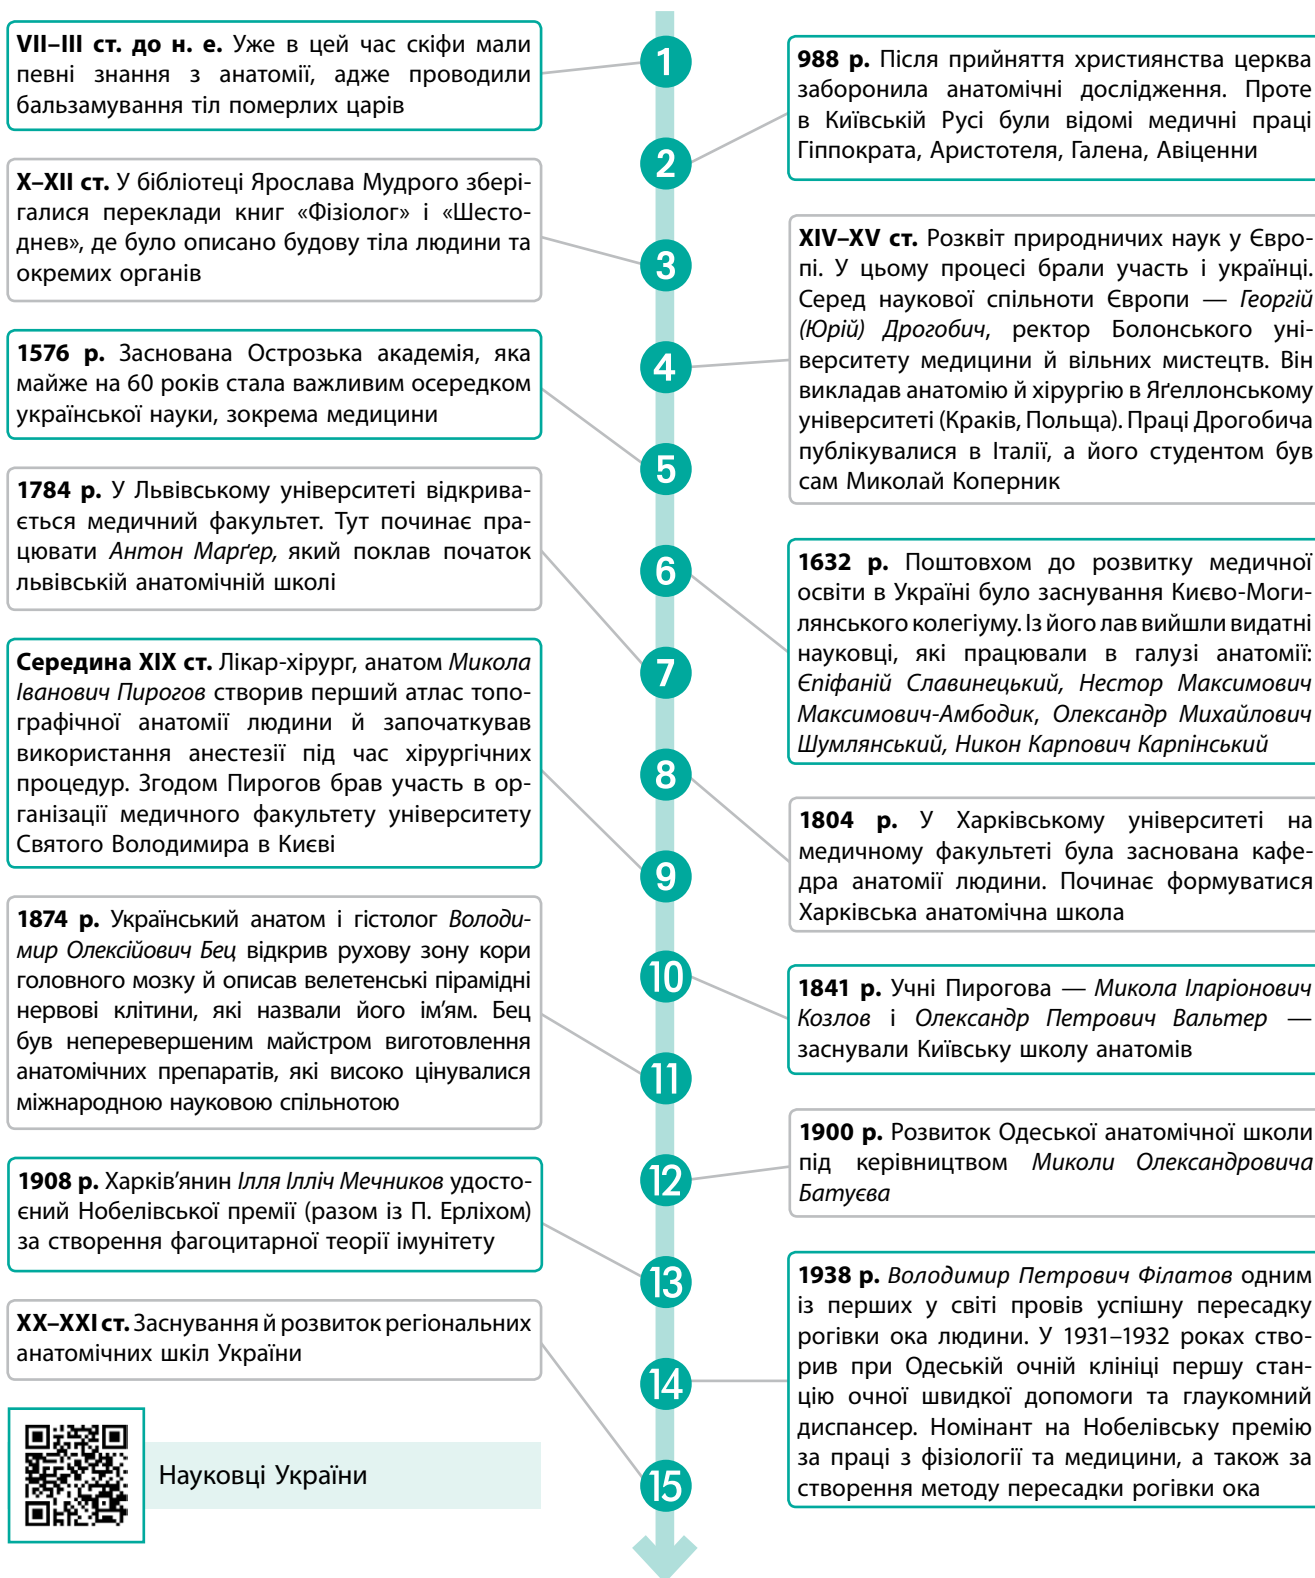 VII–III ст. до н. е. Уже в цей час скіфи мали
певні знання з анатомії, адже проводили
бальзамування тіл померлих царів
1
988 р. Після прийняття християнства церква
заборонила анатомічні дослідження. Проте
в Київській Русі були відомі медичні праці
Гіппократа, Аристотеля, Галена, Авіценни
2
X–XII ст. У бібліотеці Ярослава Мудрого збері-
галися переклади книг «Фізіолог» і «Шесто-
днев», де було описано будову тіла людини та
окремих органів
3
XIV–XV ст. Розквіт природничих наук у Євро-
пі. У цьому процесі брали участь і українці.
Серед наукової спільноти Європи — Георгій
(Юрій) Дрогобич, ректор Болонського уні-
верситету медицини й вільних мистецтв. Він
викладав анатомію й хірургію в Яґеллонському
університеті (Краків, Польща). Праці Дрогобича
публікувалися в Італії, а його студентом був
сам Миколай Коперник
4
1576 р. Заснована Острозька академія, яка
майже на 60 років стала важливим осередком
української науки, зокрема медицини
5
1632 р. Поштовхом до розвитку медичної
освіти в Україні було заснування Києво-Моги-
лянського колегіуму. Із його лав вийшли видатні
науковці, які працювали в галузі анатомії:
Єпіфаній Славинецький, Нестор Максимович
Максимович-Амбодик, Олександр Михайлович
Шумлянський, Никон Карпович Карпінський
6
1784 р. У Львівському університеті відкрива-
ється медичний факультет. Тут починає пра-
цювати Антон Марґер, який поклав початок
львівській анатомічній школі
7
1804 р. У Харківському університеті на
медичному факультеті була заснована кафе-
дра анатомії людини. Починає формуватися
Харківська анатомічна школа
8
Середина XIX ст. Лікар-хірург, анатом Микола
Іванович Пирогов створив перший атлас топо-
графічної анатомії людини й започаткував
використання анестезії під час хірургічних
процедур. Згодом Пирогов брав участь в ор-
ганізації медичного факультету університету
Святого Володимира в Києві
9
1841 р. Учні Пирогова — Микола Іларіонович
Козлов і Олександр Петрович Вальтер —
заснували Київську школу анатомів
10
1874 р. Український анатом і гістолог Володи-
мир Олексійович Бец відкрив рухову зону кори
головного мозку й описав велетенські пірамідні
нервові клітини, які назвали його ім'ям. Бец
був неперевершеним майстром виготовлення
анатомічних препаратів, які високо цінувалися
міжнародною науковою спільнотою
11
1900 р. Розвиток Одеської анатомічної школи
під керівництвом Миколи Олександровича
Батуєва
12
1908 р. Харків'янин Ілля Ілліч Мечников удосто-
єний Нобелівської премії (разом із П. Ерліхом)
за створення фагоцитарної теорії імунітету
13
1938 р. Володимир Петрович Філатов одним
із перших у світі провів успішну пересадку
рогівки ока людини. У 1931–1932 роках ство-
рив при Одеській очній клініці першу стан-
цію очної швидкої допомоги та глаукомний
диспансер. Номінант на Нобелівську премію
за праці з фізіології та медицини, а також за
створення методу пересадки рогівки ока
14
XX–XXI ст. Заснування й розвиток регіональних
анатомічних шкіл України
15
Науковці України